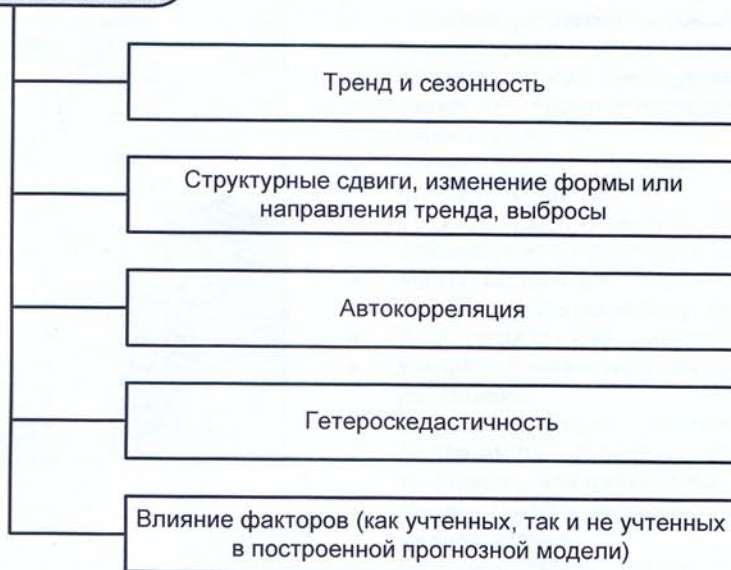 Тренд и сезонность
Структурные сдвиги, изменение формы или
направления тренда, выбросы
Автокорреляция
Гетероскедастичность
Влияние факторов (как учтенных, так и не учтенных
в построенной прогнозной модели)